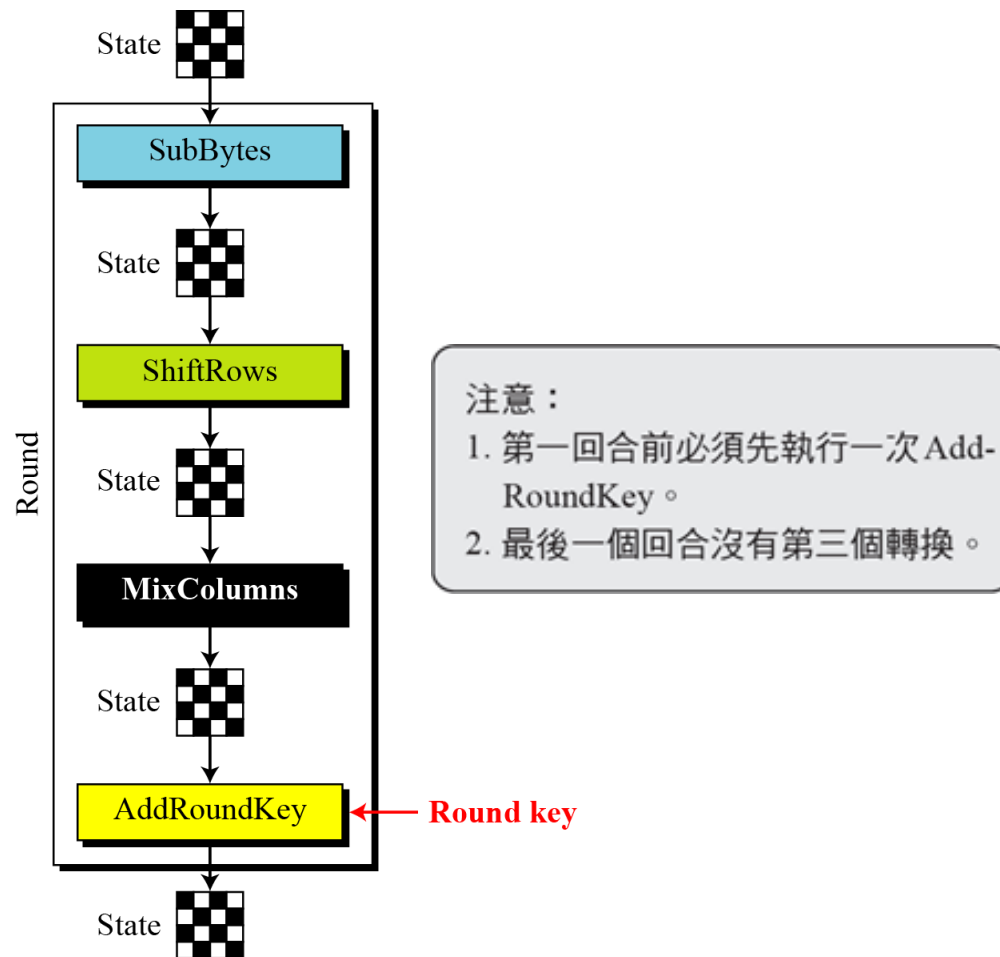 State
SubBytes
State
ShiftRows
State
Round
MixColumns
State
AddRoundKey
Round key
State
注意：
1. 第一回合前必須先執行一次Add-
RoundKey。
2. 最後一個回合沒有第三個轉換。